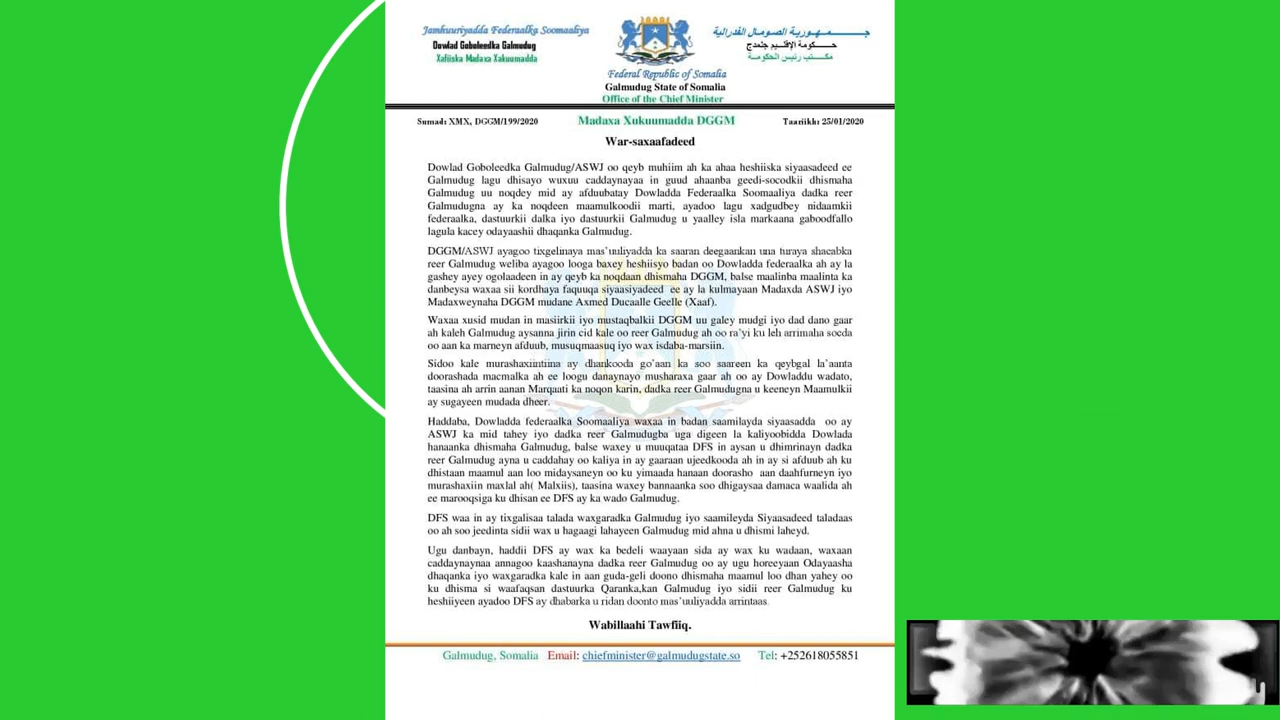 Jamhuuriyadda Federaalka Soomaaliya
Dowlad Goboleedka Galmudug
Xafiiska Madaxa Xakuumadda
جـــمـهـورية الصومال الفدرالية
حـــكـومة الإقلـيم جلمدج
مكـــتب رئيس الحكومـة
Federal Republic of Somalia
Galmudug State of Somalia
Office of the Chief Minister
Sumad: XMX, DGGM/199/2020 Madaxa Xukuumadda DGGM Taariikh: 25/01/2020
War-saxaafadeed
Dowlad Goboleedka Galmudug/ASWJ oo qeyb muhiim ah ka ahaa heshiiska siyaasadeed ee
Galmudug lagu dhisayo wuxuu caddaynayaa in guud ahaanba geedi-socodkii dhismaha
Galmudug uu noqdey mid ay afduubatay Dowladda Federaalka Soomaaliya dadka reer
Galmudugna ay ka noqdeen maamulkoodii marti, ayadoo lagu xadgudbey nidaamkii
federaalka, dastuurkii dalka iyo dastuurkii Galmudug u yaalley isla markaana gaboodfallo
lagula kacey odayaashii dhaqanka Galmudug.
DGGM/ASWJ ayagoo tixgelinaya mas'uuliyadda ka saaran deegaankan una turaya shacabka
reer Galmudug weliba ayagoo looga baxey heshiisyo badan oo Dowladda federaalka ah ay la
gashey ayey ogolaadeen in ay qeyb ka noqdaan dhismaha DGGM, balse maalinba maalinta ka
danbeysa waxaa sii kordhaya faquuqa siyaasiyadeed ee ay la kulmayaan Madaxda ASWJ iyo
Madaxweynaha DGGM mudane Axmed Ducaalle Geelle (Xaaf).
Waxaa xusid mudan in masiirkii iyo mustaqbalkii DGGM uu galey mudgi iyo dad dano gaar
ah kaleh Galmudug aysanna jirin cid kale oo reer Galmudug ah oo ra'yi ku leh arrimaha socda
oo aan ka marneyn afduub, musuqmaasuq iyo wax isdaba-marsiin.
Sidoo kale murashaxiintiina ay dhankooda go'aan ka soo saareen ka qeybgal la'aanta
doorashada macmalka ah ee loogu danaynayo musharaxa gaar ah oo ay Dowladdu wadato,
taasina ah arrin aanan Marqaati ka noqon karin, dadka reer Galmudugna u keeneyn Maamulkii
ay sugayeen mudada dheer.
Haddaba, Dowladda federaalka Soomaaliya waxaa in badan saamilayda siyaasadda oo ay
ASWJ ka mid tahey iyo dadka reer Galmudugba uga digeen la kaliyoobidda Dowlada
hanaanka dhismaha Galmudug, balse waxey u muuqataa DFS in aysan u dhimrinayn dadka
reer Galmudug ayna u caddahay oo kaliya in ay gaaraan ujeedkooda ah in ay si afduub ah ku
dhistaan maamul aan loo midaysaneyn oo ku yimaada hanaan doorasho aan daahfurneyn iyo
murashaxiin maxlal ah( Malxiis), taasina waxey bannaanka soo dhigaysaa damaca waalida ah
ee marooqsiga ku dhisan ee DFS ay ka wado Galmudug.
DFS waa in ay tixgalisaa talada waxgaradka Galmudug iyo saamileyda Siyaasadeed taladaas
oo ah soo jeedinta sidii wax u hagaagi lahayeen Galmudug mid ahna u dhismi laheyd.
Ugu danbayn, haddii DFS ay wax ka bedeli waayaan sida ay wax ku wadaan, waxaan
caddaynaynaa annagoo kaashanayna dadka reer Galmudug oo ay ugu horeeyaan Odayaasha
dhaqanka iyo waxgaradka kale in aan guda-geli doono dhismaha maamul loo dhan yahey oo
ku dhisma si waafaqsan dastuurka Qaranka,kan Galmudug iyo sidii reer Galmudug ku
heshiiyeen ayadoo DFS ay dhabarka u ridan doonto mas'uuliyadda arrintaas
Wabillaahi Tawfiiq.
Galmudug, Somalia Email: chiefminister@galmudugstate.so Tel: +252618055851